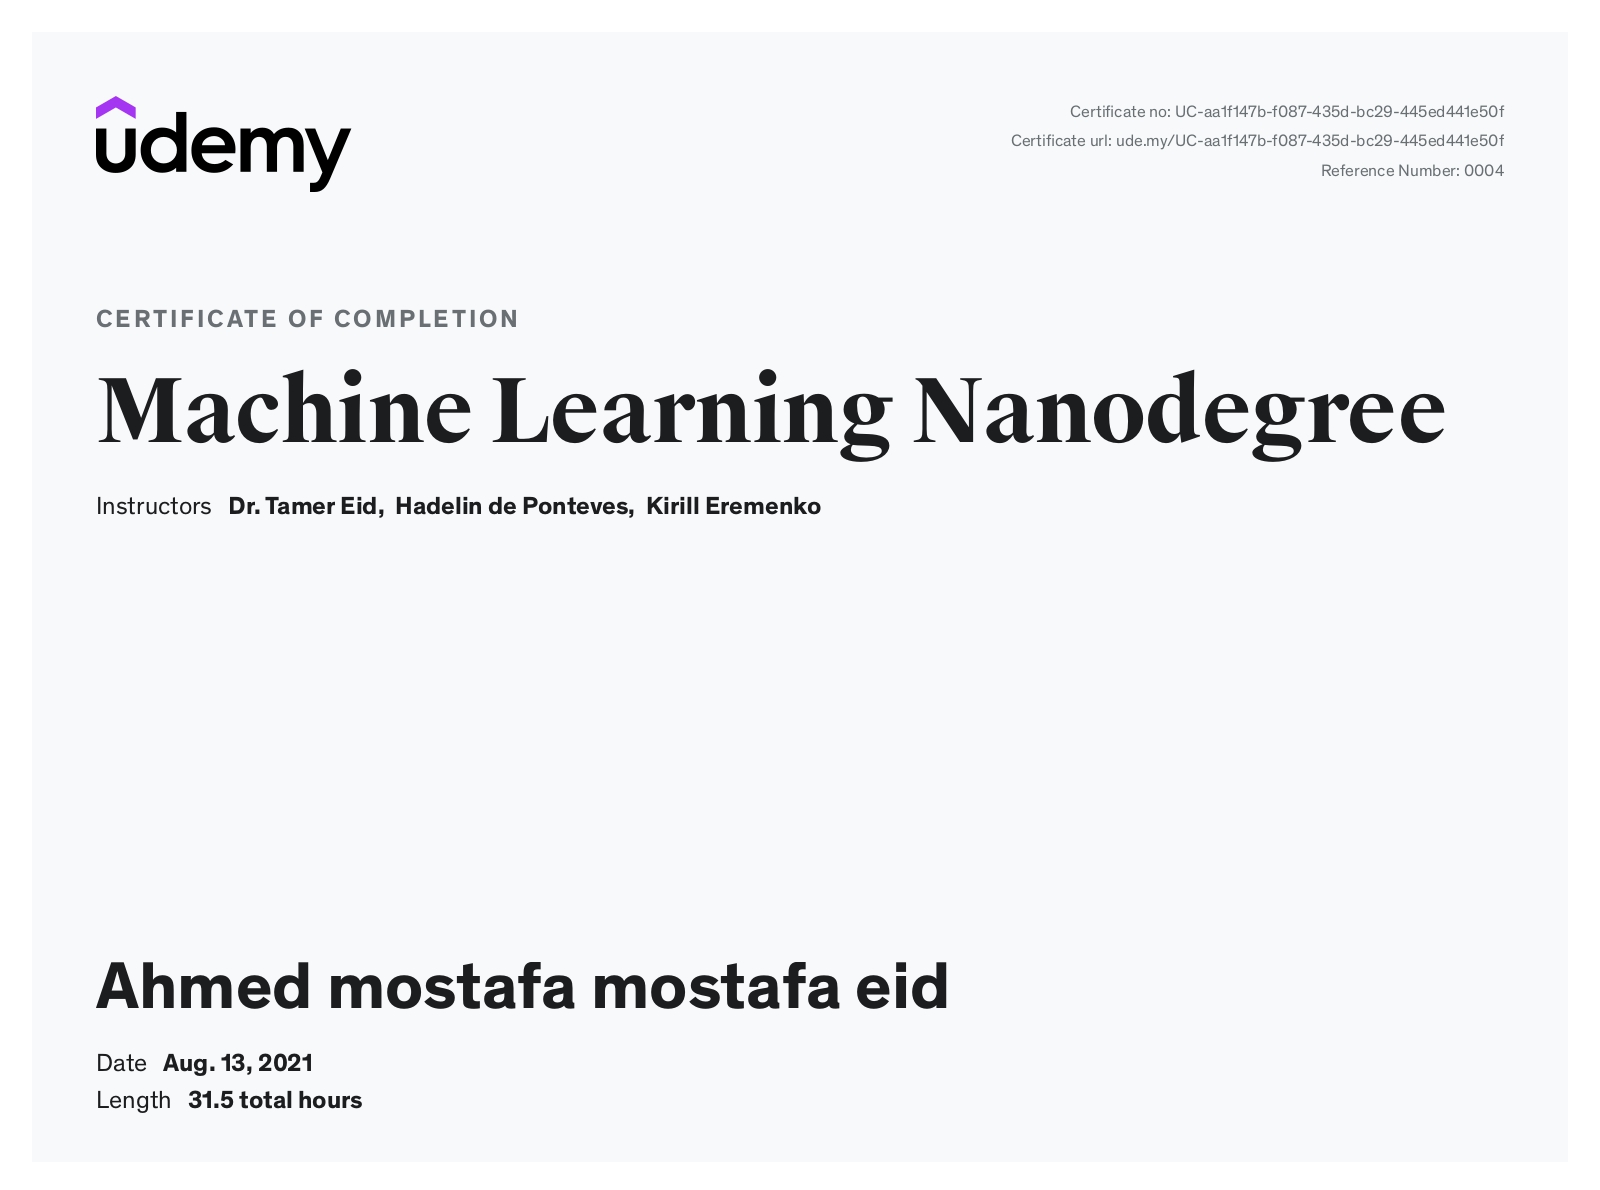 udemy
Certificate no: UC-aa1f147b-f087-435d-bc29-445ed441e50f
Certificate url: ude.my/UC-aa1f147b-f087-435d-bc29-445ed441e50f
Reference Number: 0004
CERTIFICATE OF COMPLETION
Machine Learning Nanodegree
Instructors Dr. Tamer Eid, Hadelin de Ponteves, Kirill Eremenko
Ahmed mostafa mostafa eid
Date Aug. 13, 2021
Length 31.5 total hours